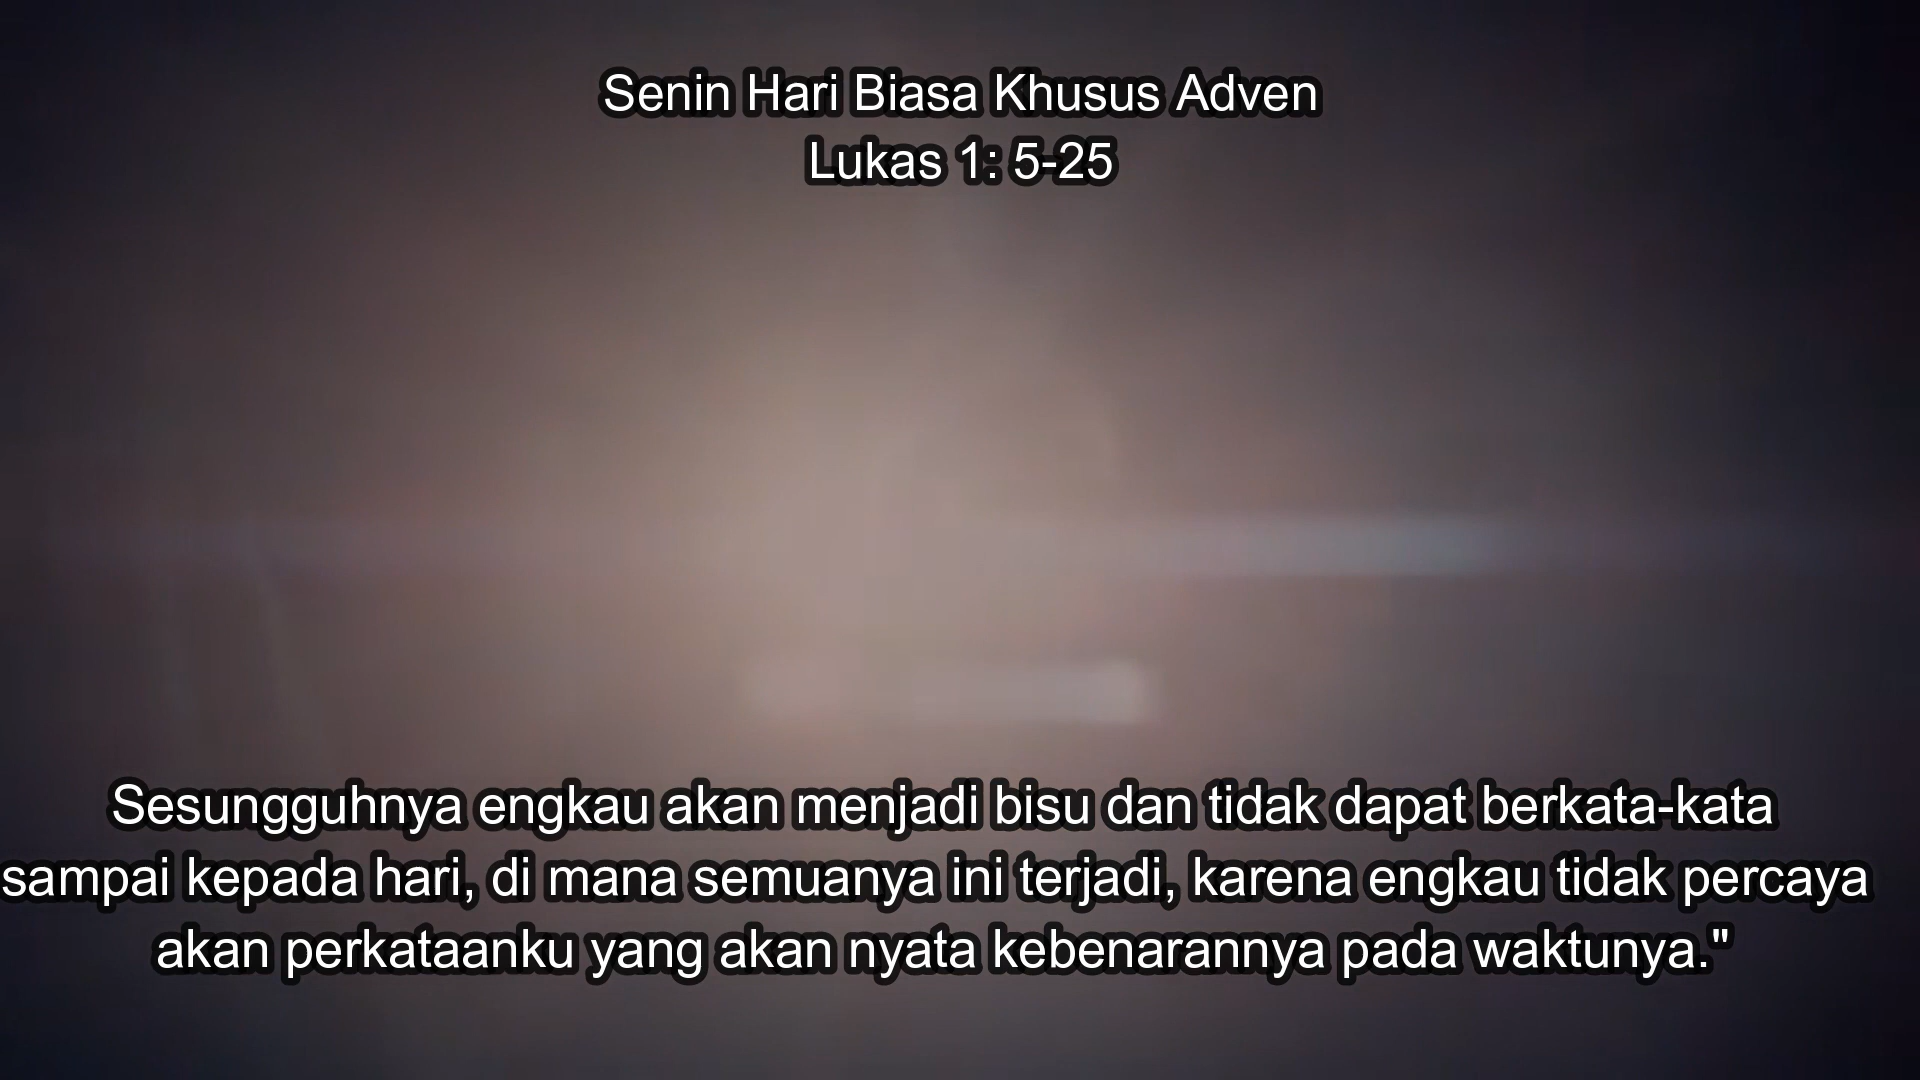 Senin Hari Biasa Khusus Adven
Lukas 1: 5-25
Sesungguhnya engkau akan menjadi bisu dan tidak dapat berkata-kata
sampai kepada hari, di mana semuanya ini terjadi, karena engkau tidak percaya
akan perkataanku yang akan nyata kebenarannya pada waktunya."